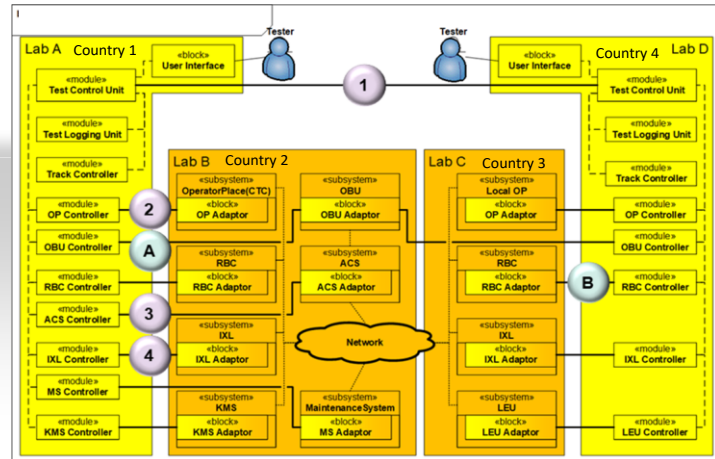 Tester
Tester
Lab A
Country 1
«block»
User Interface
«module»
Test Control Unit
«module»
Test Logging Unit
«module»
Track Controller
«module»
OP Controller
«module»
OBU Controller
«module»
RBC Controller
«module»
ACS Controller
«module»
IXL Controller
«module»
MS Controller
«module»
KMS Controller
1
2
A
3
4
Lab B
Country 2
«subsystem»
OperatorPlace(CTC)
«block»
OP Adaptor
«subsystem»
OBU
«block»
OBU Adaptor
«subsystem»
RBC
«block»
RBC Adaptor
«subsystem»
ACS
«block»
ACS Adaptor
«subsystem»
IXL
«block»
IXL Adaptor
Network
«subsystem»
KMS
«block»
KMS Adaptor
«subsystem»
MaintenanceSystem
«block»
MS Adaptor
Lab C
Country 3
«subsystem»
Local OP
«block»
OP Adaptor
«subsystem»
RBC
«block»
RBC Adaptor
«subsystem»
IXL
«block»
IXL Adaptor
«subsystem»
LEU
«block»
LEU Adaptor
B
Country 4
Lab D
«block»
User Interface
«module»
Test Control Unit
«module»
Test Logging Unit
«module»
Track Controller
«module»
OP Controller
«module»
OBU Controller
«module»
RBC Controller
«module»
IXL Controller
«module»
LEU Controller